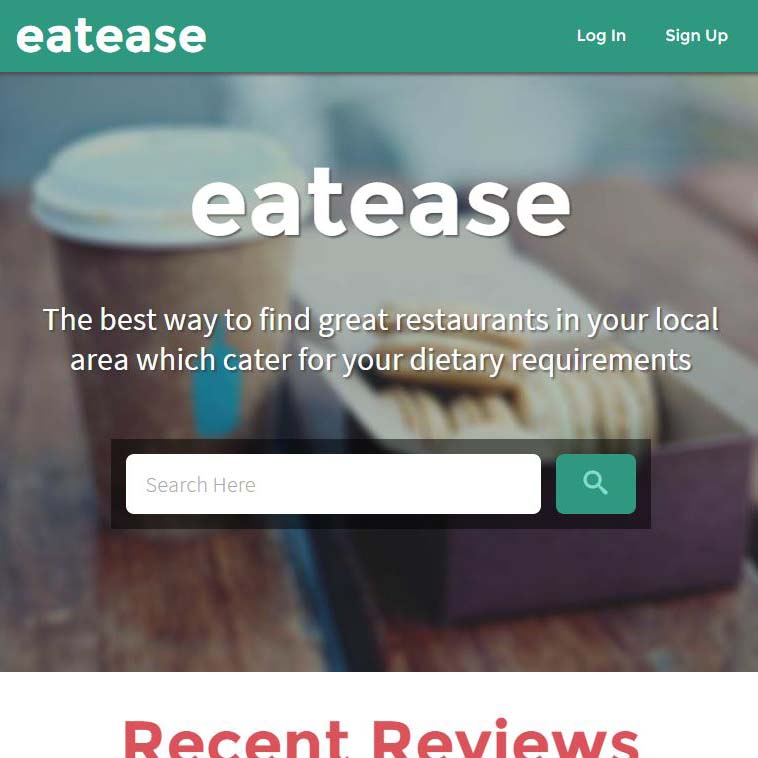 eatease
Log In
Sign Up
eatease
The best way to find great restaurants in your local
area which cater for your dietary requirements
Search Here
Recent Reviews